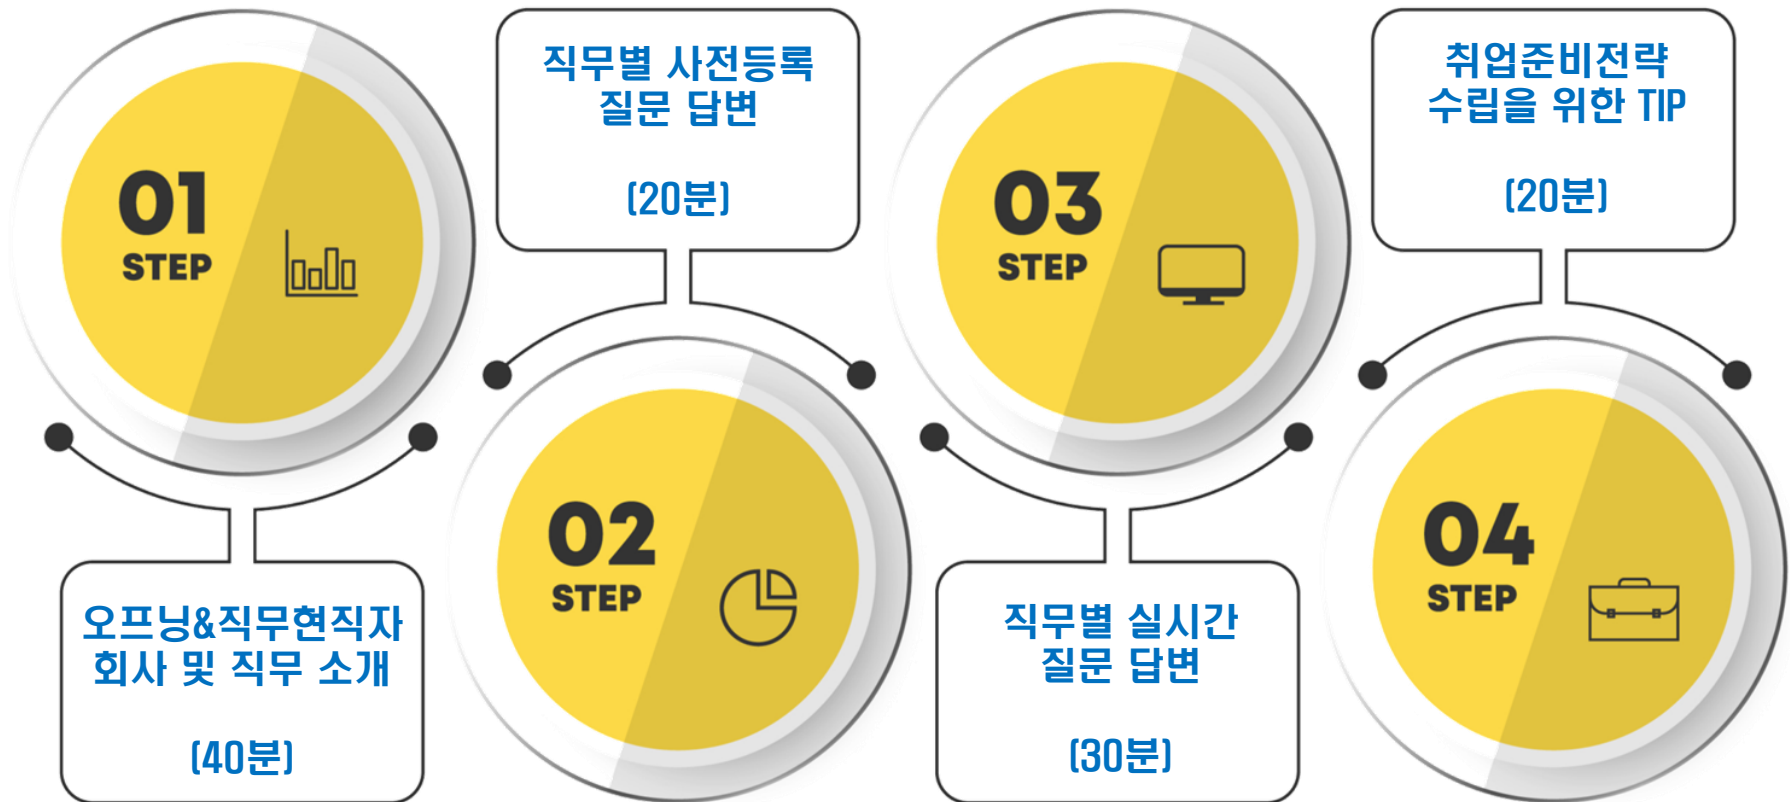 01
STEP
오프닝&직무현직자
회사 및 직무 소개
(40분)
직무별 사전등록
질문 답변
(20분)
02
STEP
03
STEP
직무별 실시간
질문 답변
(30분)
취업준비전략
수립을 위한 TIP
(20분)
04
STEP